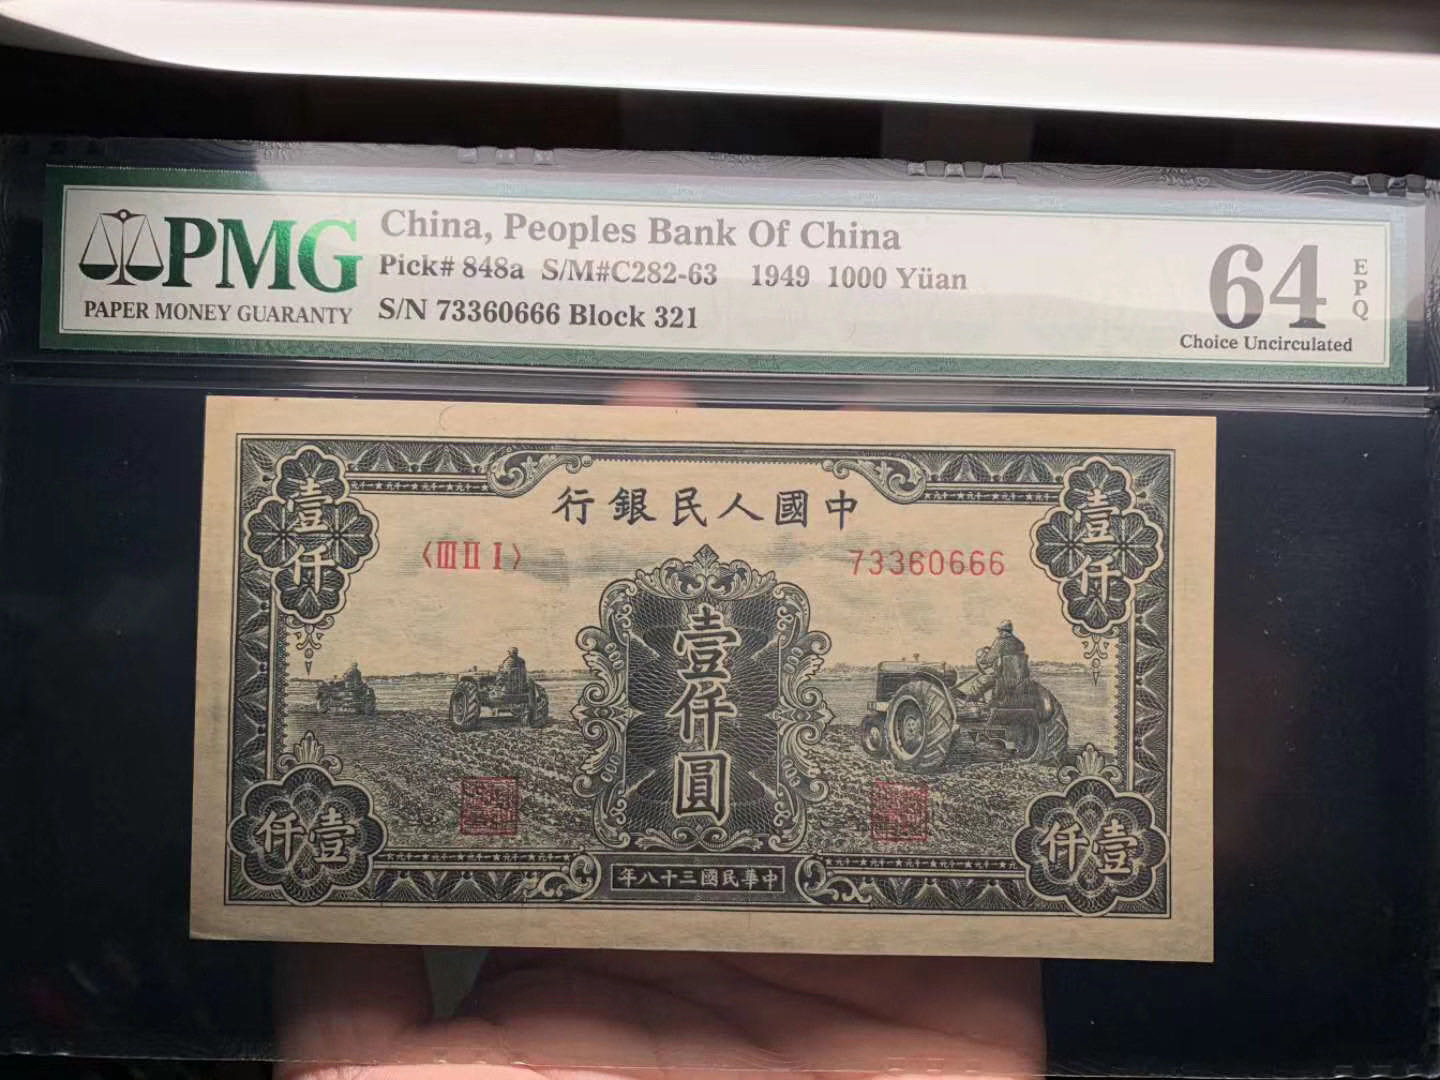 PMG
PAPER MONEY GUARANTY
China, Peoples Bank Of China
Pick# 848a S/M#C282-63 1949 1000 Yüan
S/N 73360666 Block 321
64
EPQ
Choice Uncirculated
行銀民人國中
壹仟
壹仟
〈III II I〉
73360666
壹仟圓
仟壹
仟壹
年八十三國民華中